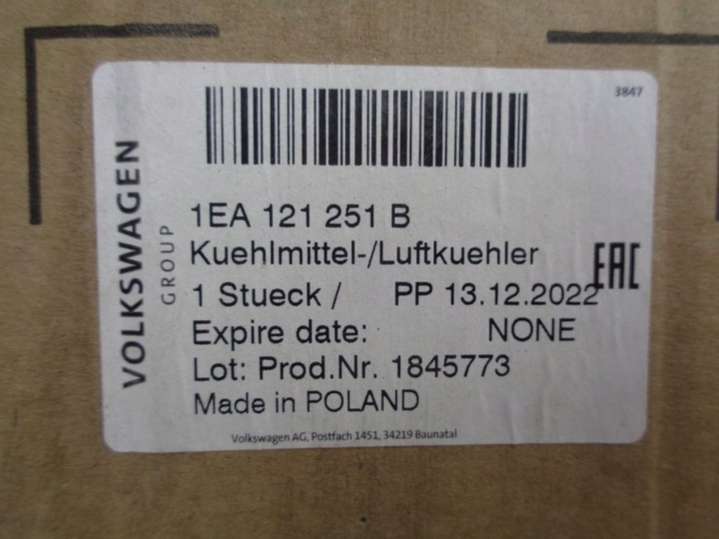 3847
VOLKSWAGEN
GROUP
1EA 121 251 B
Kuehlmittel-/Luftkuehler
EAC
1 Stueck / PP 13.12.2022
Expire date: NONE
Lot: Prod.Nr. 1845773
Made in POLAND
Volkswagen AG, Postfach 1451, 34219 Baunatal